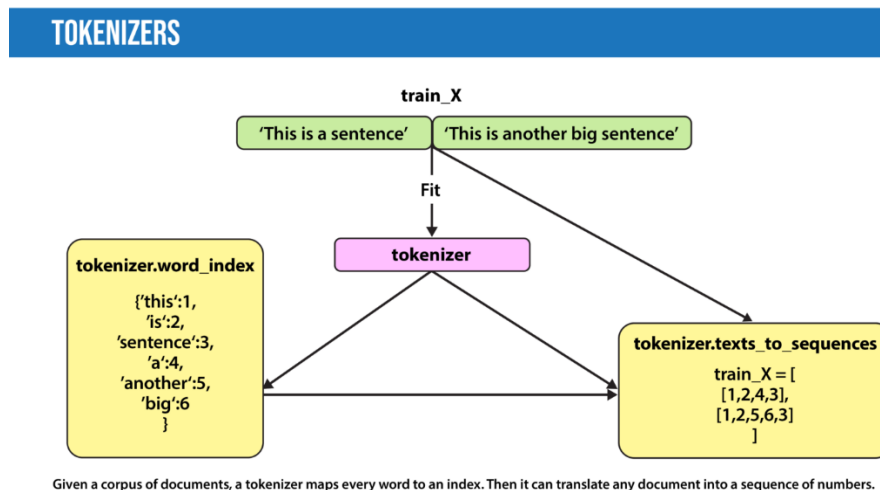 TOKENIZERS
train_X
‘This is a sentence’
‘This is another big sentence’
Fit
tokenizer
tokenizer.word_index
{’this‘:1,
’is‘:2,
’sentence‘:3,
’a‘:4,
’another‘:5,
’big‘:6
}
tokenizer.texts_to_sequences
train_X = [
[1,2,4,3],
[1,2,5,6,3]
]
Given a corpus of documents, a tokenizer maps every word to an index. Then it can translate any document into a sequence of numbers.